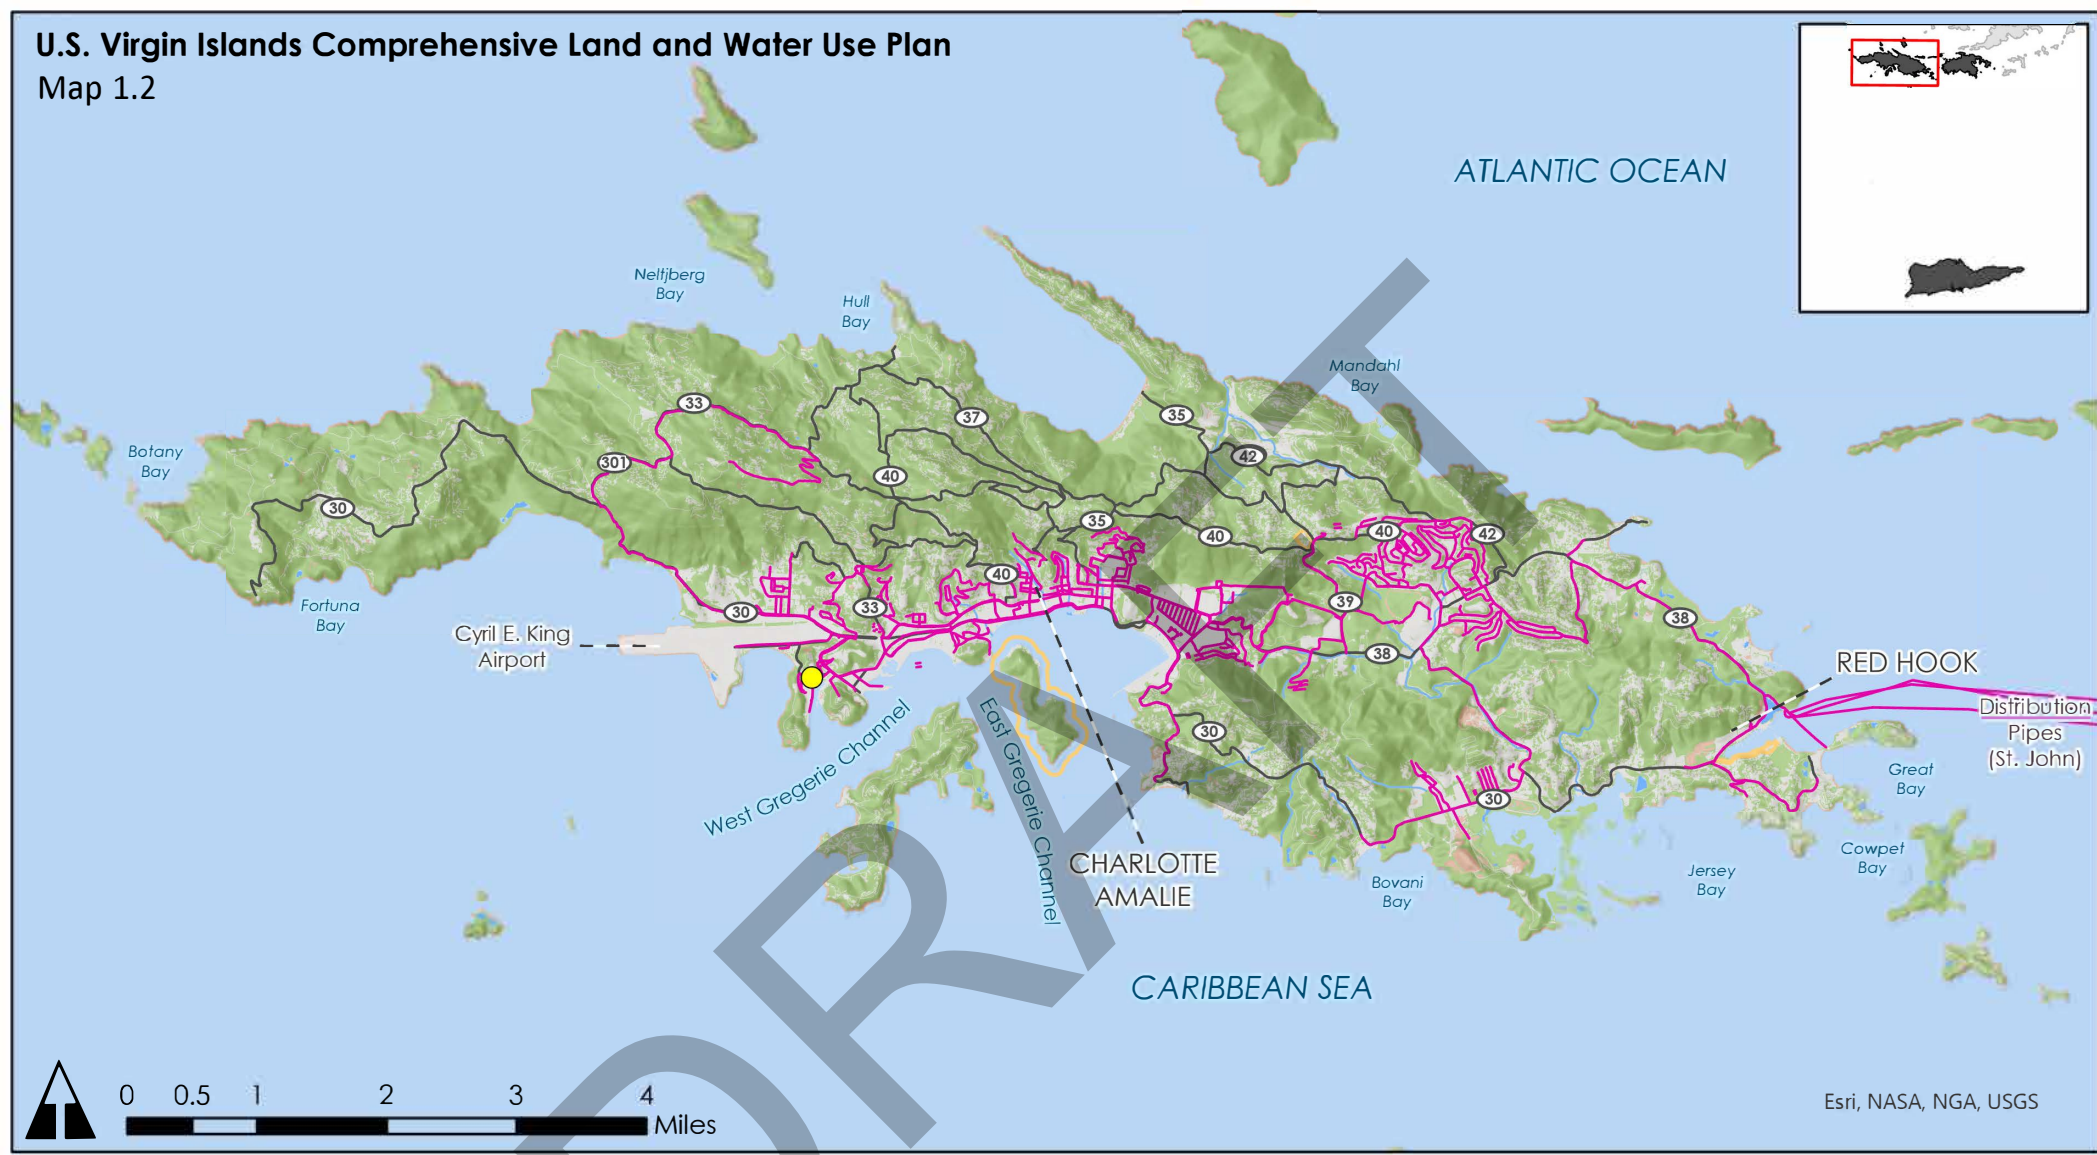 U.S. Virgin Islands Comprehensive Land and Water Use Plan
Map 1.2
ATLANTIC OCEAN
Neltjberg
Bay
Hull
Bay
Mandahl
Bay
Botany
Bay
33
37
35
301
40
42
30
35
40
40
42
40
Fortuna
Bay
30
33
39
38
Cyril E. King
Airport
38
RED HOOK
Distribution
Pipes
(St. John)
30
West Gregerie Channel
East Gregerie Channel
30
Great
Bay
CHARLOTTE
AMALIE
Bovani
Bay
Jersey
Bay
Cowpet
Bay
CARIBBEAN SEA
DRAFT
0 0.5 1 2 3 4
Miles
Esri, NASA, NGA, USGS